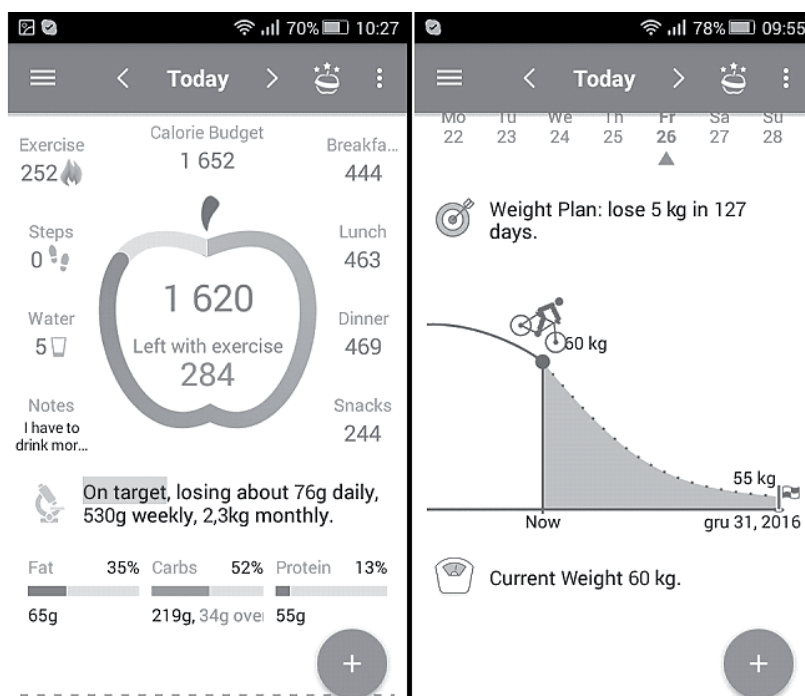 70% 10:27
Today
Exercise
252
Calorie Budget
1 652
Breakfa...
444
Steps
0
Lunch
463
1 620
Left with exercise
284
Water
5
Dinner
469
Notes
I have to
drink mor...
Snacks
244
On target, losing about 76g daily,
530g weekly, 2,3kg monthly.
Fat 35% Carbs 52% Protein 13%
65g 219g, 34g over 55g
+
78% 09:55
Today
Mo Tu We Th Fr Sa Su
22 23 24 25 26 27 28
Weight Plan: lose 5 kg in 127
days.
60 kg
55 kg
Now gru 31, 2016
Current Weight 60 kg.
+